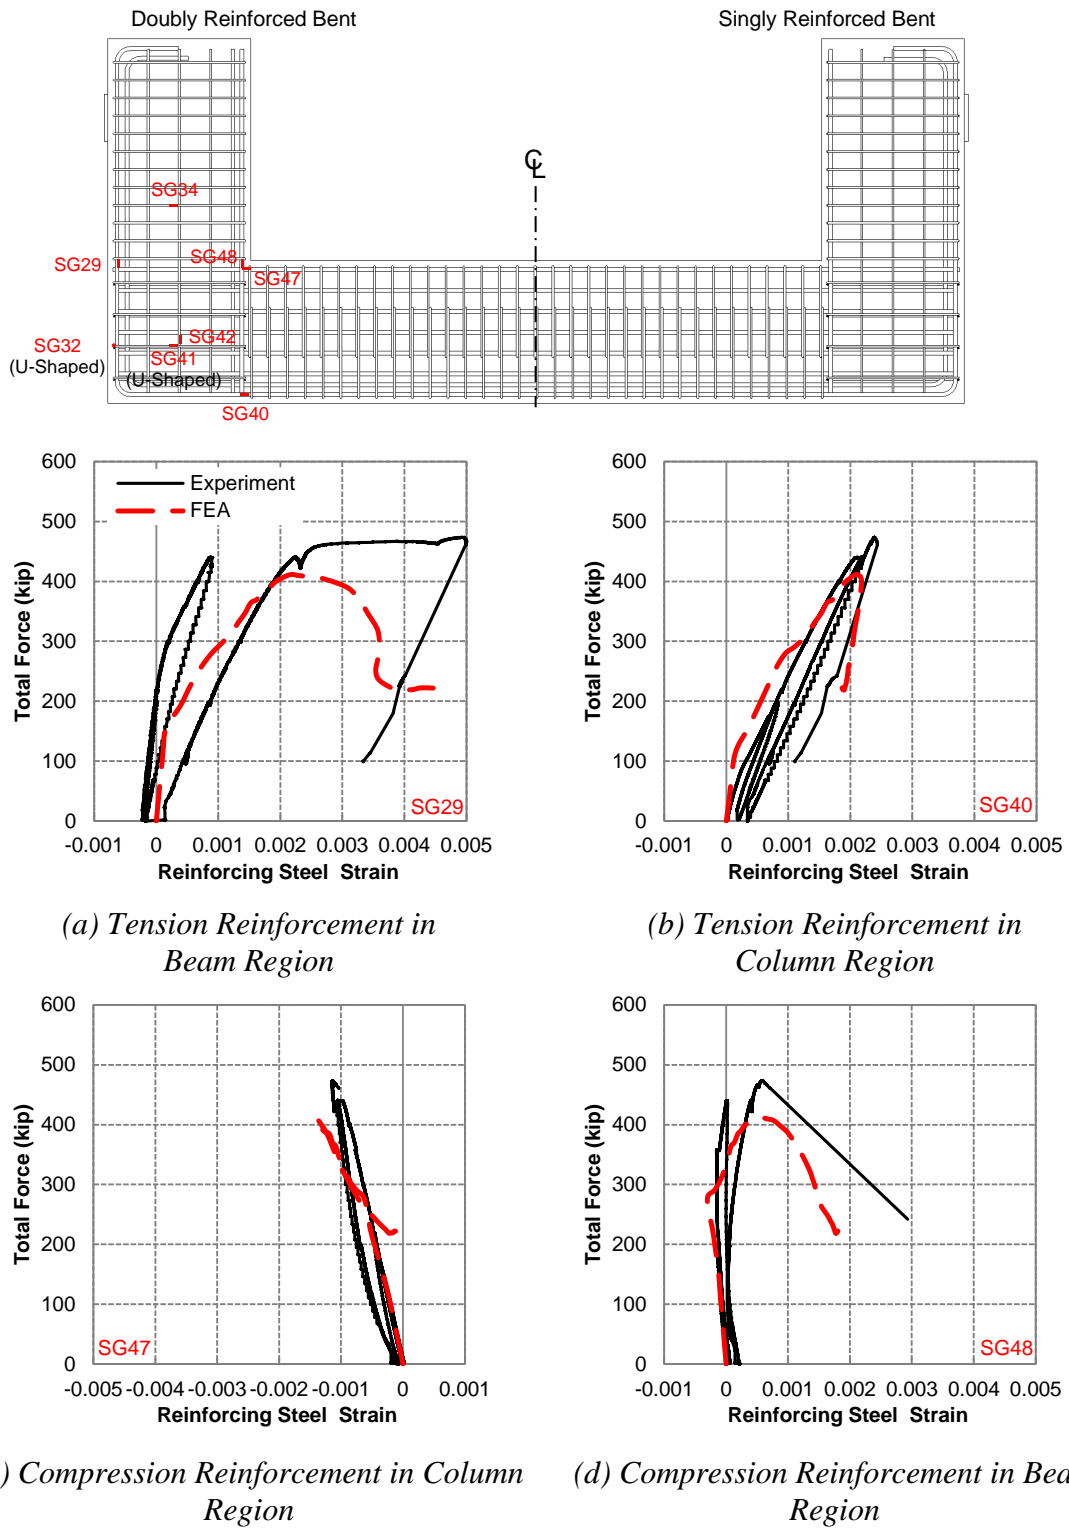 Doubly Reinforced Bent
Singly Reinforced Bent
℄
SG34
SG29
SG48
SG47
SG32
(U-Shaped)
SG42
SG41
(U-Shaped)
SG40
600
500
400
300
200
100
0
Total Force (kip)
Experiment
FEA
SG29
-0.001 0 0.001 0.002 0.003 0.004 0.005
Reinforcing Steel Strain
(a) Tension Reinforcement in
Beam Region
600
500
400
300
200
100
0
Total Force (kip)
SG40
-0.001 0 0.001 0.002 0.003 0.004 0.005
Reinforcing Steel Strain
(b) Tension Reinforcement in
Column Region
600
500
400
300
200
100
0
Total Force (kip)
SG47
-0.005 -0.004 -0.003 -0.002 -0.001 0 0.001
Reinforcing Steel Strain
) Compression Reinforcement in Column
Region
600
500
400
300
200
100
0
Total Force (kip)
SG48
-0.001 0 0.001 0.002 0.003 0.004 0.005
Reinforcing Steel Strain
(d) Compression Reinforcement in Bea
Region